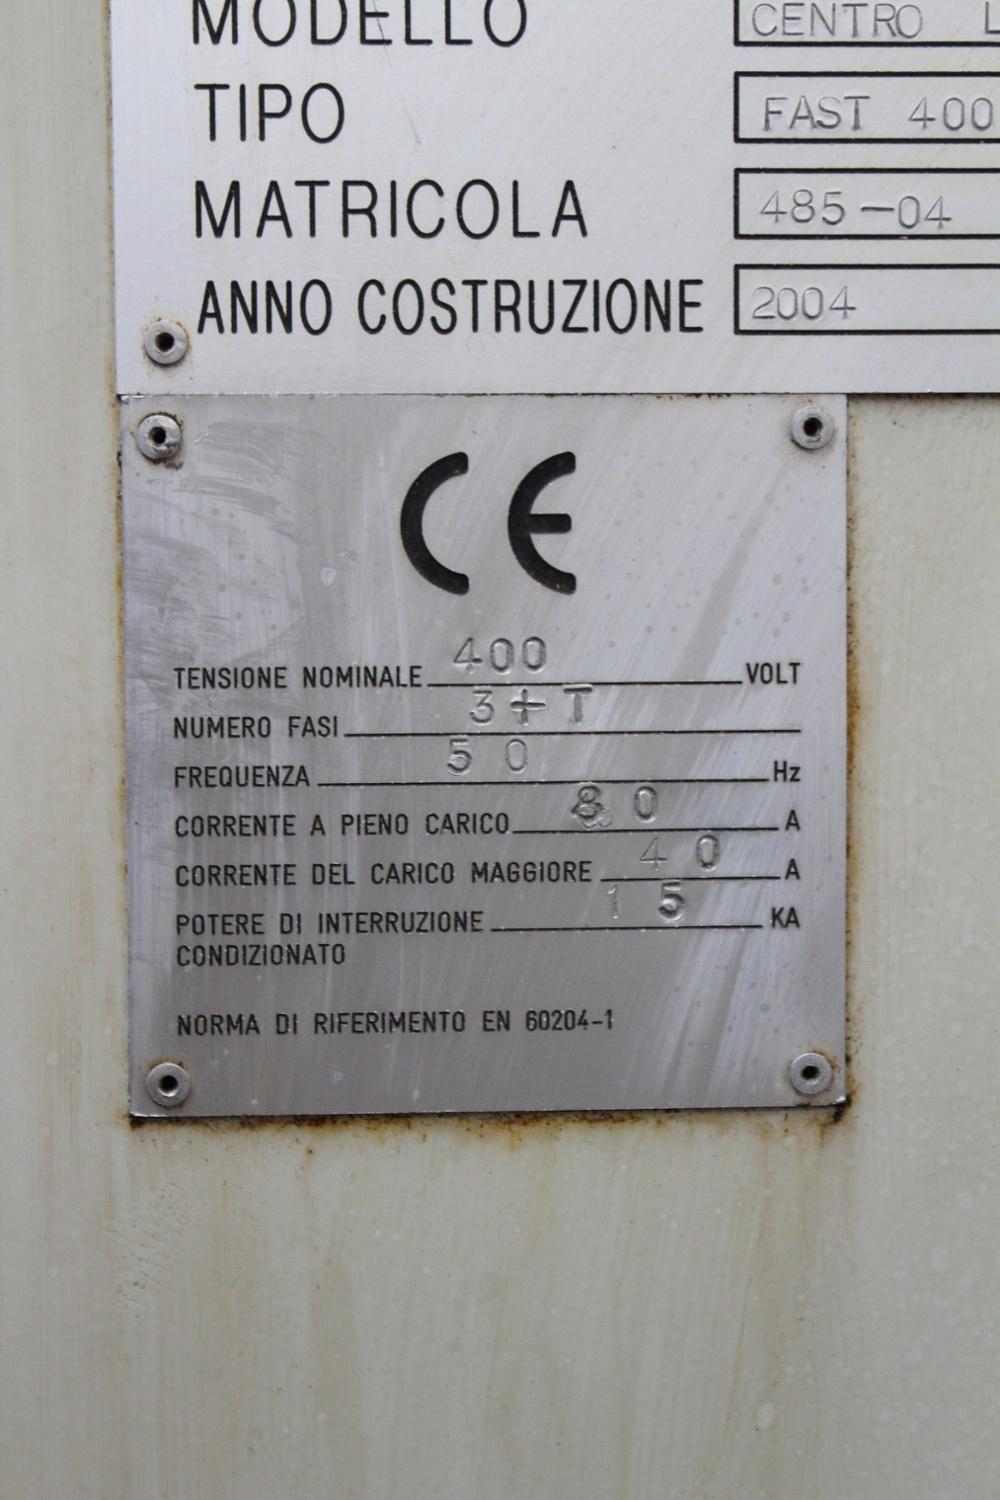 MODELLO CENTRO L
TIPO FAST 400
MATRICOLA 485-04
ANNO COSTRUZIONE 2004
CE
TENSIONE NOMINALE 400 VOLT
NUMERO FASI 3+T
FREQUENZA 50 Hz
CORRENTE A PIENO CARICO 80 A
CORRENTE DEL CARICO MAGGIORE 40 A
POTERE DI INTERRUZIONE 15 KA
CONDIZIONATO
NORMA DI RIFERIMENTO EN 60204-1